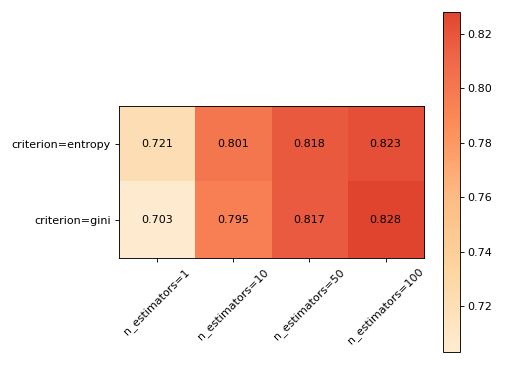 0.82
0.80
0.78
0.76
0.74
0.72
criterion=entropy
0.721 0.801 0.818 0.823
criterion=gini
0.703 0.795 0.817 0.828
n_estimators=1
n_estimators=10
n_estimators=50
n_estimators=100